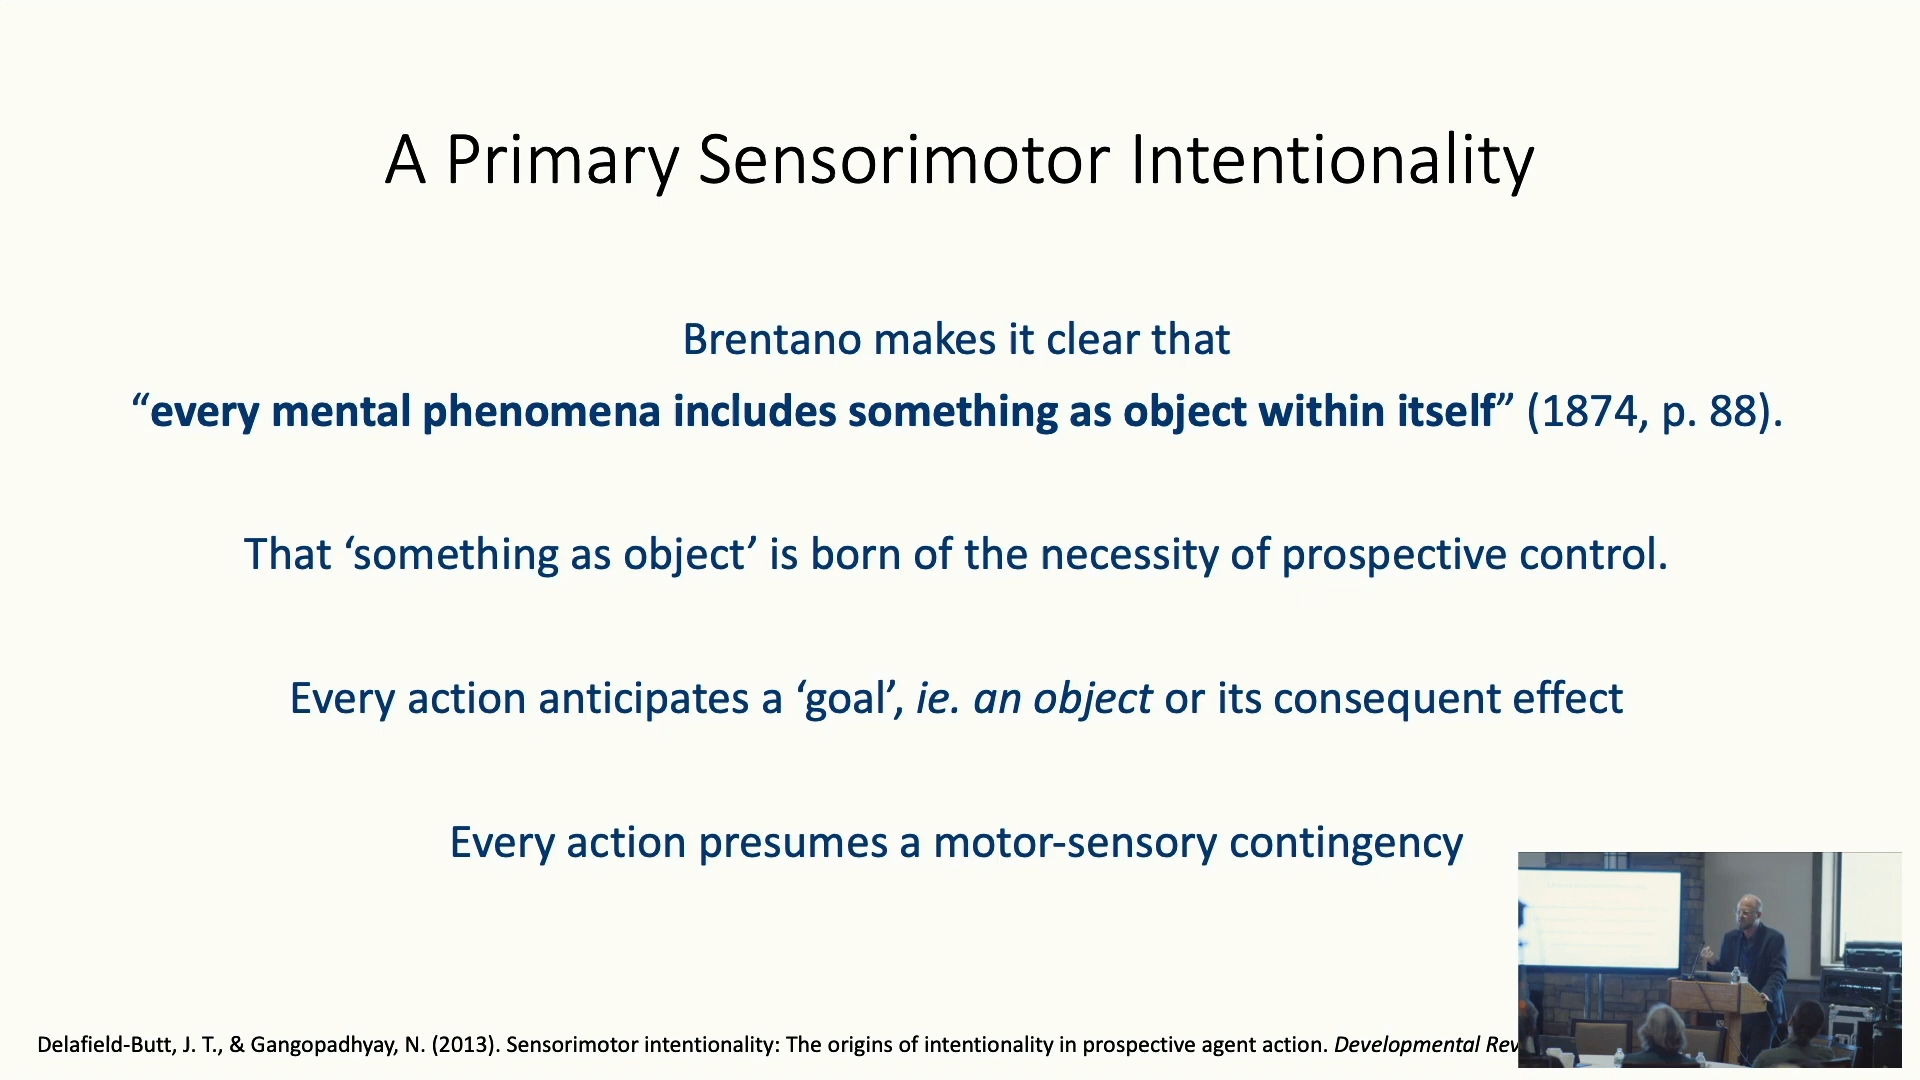 A Primary Sensorimotor Intentionality
Brentano makes it clear that
“every mental phenomena includes something as object within itself” (1874, p. 88).
That ‘something as object’ is born of the necessity of prospective control.
Every action anticipates a ‘goal’, ie. an object or its consequent effect
Every action presumes a motor-sensory contingency
Delafield-Butt, J. T., & Gangopadhyay, N. (2013). Sensorimotor intentionality: The origins of intentionality in prospective agent action. Developmental